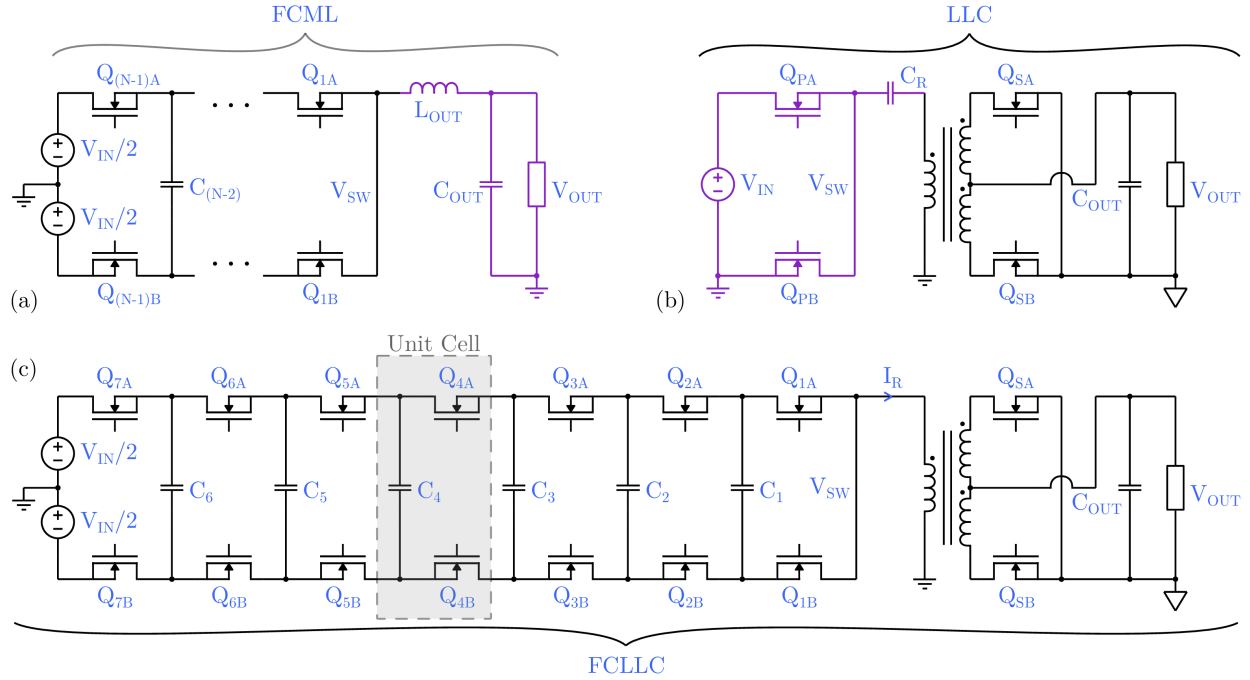 FCML
LLC
Q(N-1)A
Q1A
LOUT
VIN/2
VIN/2
C(N-2)
VSW
COUT
VOUT
Q(N-1)B
Q1B
(a)
QPA
CR
QSA
VIN
VSW
COUT
VOUT
QPB
QSB
(b)
Unit Cell
(c)
Q7A
Q6A
Q5A
Q4A
Q3A
Q2A
Q1A
IR
QSA
VIN/2
VIN/2
C6
C5
C4
C3
C2
C1
VSW
COUT
VOUT
Q7B
Q6B
Q5B
Q4B
Q3B
Q2B
Q1B
QSB
FCLLC